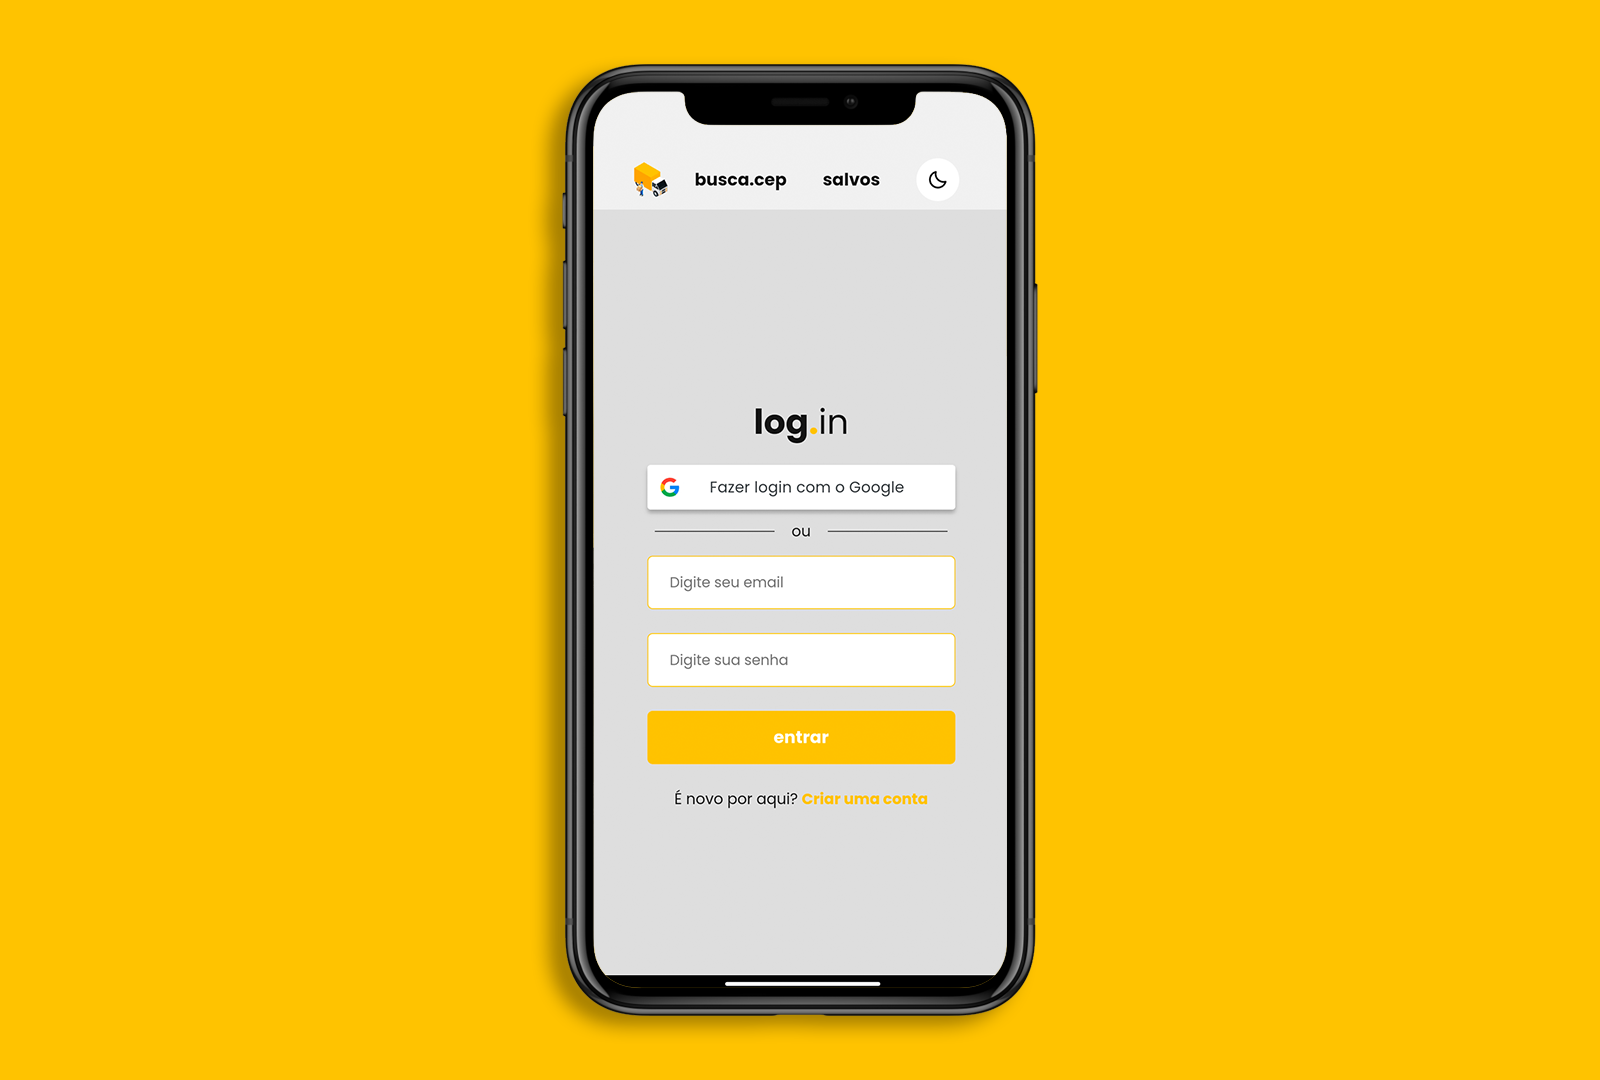 busca.cep salvos
log.in
Fazer login com o Google
ou
Digite seu email
Digite sua senha
entrar
É novo por aqui? Criar uma conta